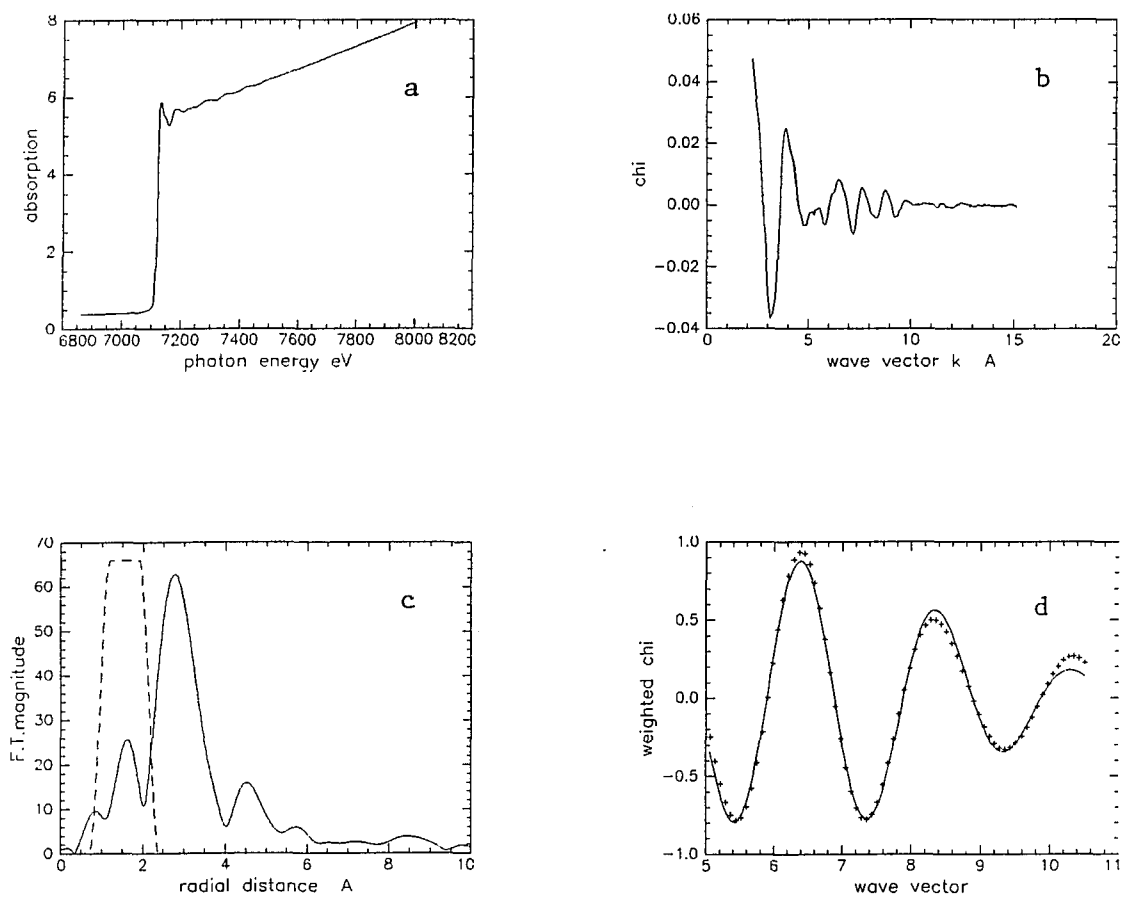 8
6
4
2
0
absorption
a
6800 7000 7200 7400 7600 7800 8000 8200
photon energy eV
0.06
0.04
0.02
0.00
−0.02
−0.04
chi
b
0 5 10 15 20
wave vector k A
70
60
50
40
30
20
10
0
F.T.magnitude
c
0 2 4 6 8 10
radial distance A
1.0
0.5
0.0
−0.5
−1.0
weighted chi
d
5 6 7 8 9 10 11
wave vector